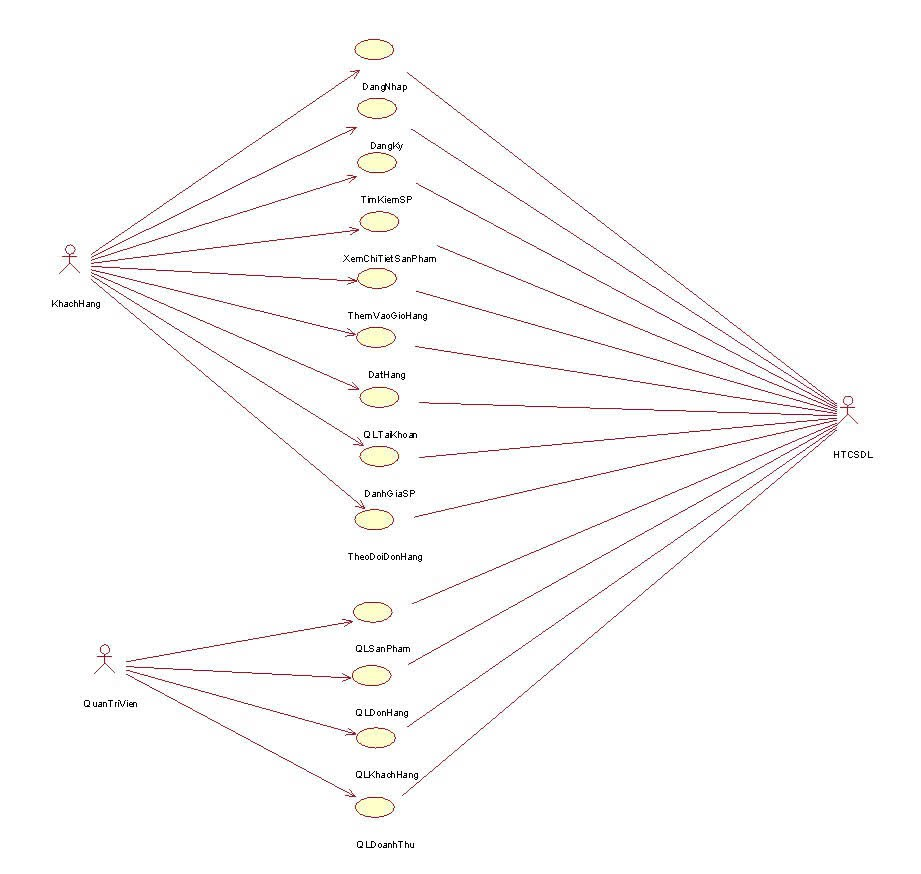 DangNhap
DangKy
TimKiemSP
XemChiTietSanPham
KhachHang
ThemVaoGioHang
DatHang
QLTaiKhoan
HTCSDL
DanhGiaSP
TheoDoiDonHang
QLSanPham
QuanTriVien
QLDonHang
QLKhachHang
QLDoanhThu